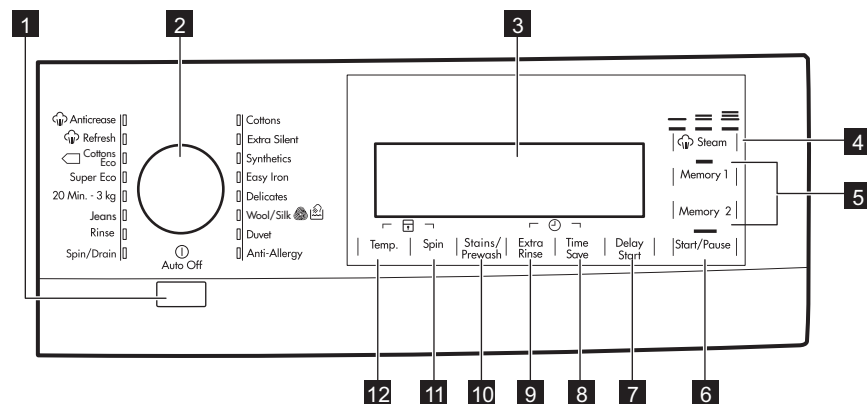 1
2
3
Anticrease
Refresh
Cottons
Eco
Super Eco
20 Min. - 3 kg
Jeans
Rinse
Spin/Drain
Auto Off
Cottons
Extra Silent
Synthetics
Easy Iron
Delicates
Wool/Silk
Duvet
Anti-Allergy
Steam
4
Memory 1
5
Memory 2
Start/Pause
Temp.
Spin
Stains/
Prewash
Extra
Rinse
Time
Save
Delay
Start
12
11
10
9
8
7
6